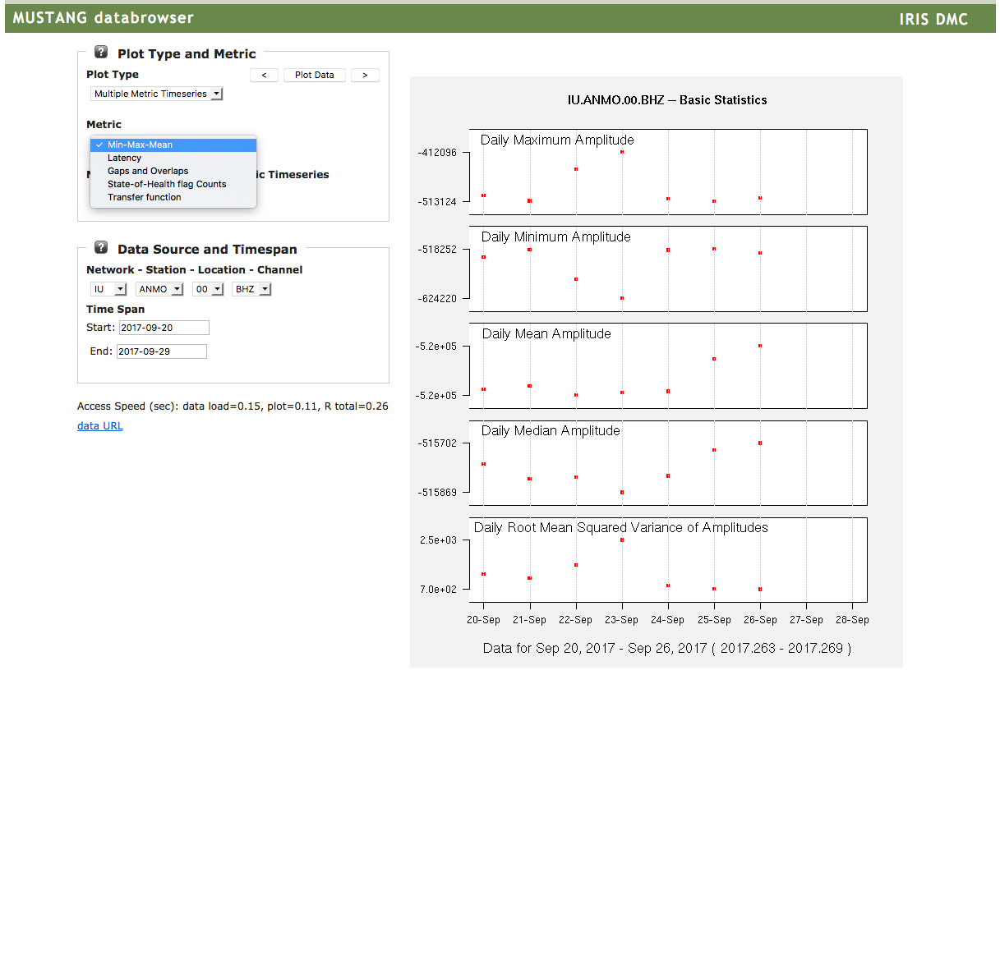 MUSTANG databrowser
IRIS DMC
? Plot Type and Metric
Plot Type
< Plot Data >
Multiple Metric Timeseries
Metric
✓ Min-Max-Mean
Latency
Gaps and Overlaps
State-of-Health flag Counts
Transfer function
ic Timeseries
? Data Source and Timespan
Network - Station - Location - Channel
IU ANMO 00 BHZ
Time Span
Start: 2017-09-20
End: 2017-09-29
Access Speed (sec): data load=0.15, plot=0.11, R total=0.26
data URL
IU.ANMO.00.BHZ -- Basic Statistics
Daily Maximum Amplitude
-412096
-513124
Daily Minimum Amplitude
-518252
-624220
Daily Mean Amplitude
-5.2e+05
-5.2e+05
Daily Median Amplitude
-515702
-515869
Daily Root Mean Squared Variance of Amplitudes
2.5e+03
7.0e+02
20-Sep 21-Sep 22-Sep 23-Sep 24-Sep 25-Sep 26-Sep 27-Sep 28-Sep
Data for Sep 20, 2017 - Sep 26, 2017 ( 2017.263 - 2017.269 )